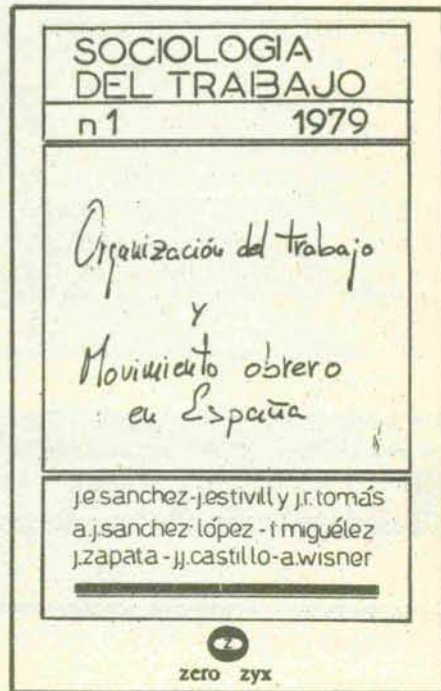 SOCIOLOGIA
DEL TRABAJO
n1 1979
Organización del trabajo
y
Movimiento obrero
en España
j.e.sanchez-j.estivill y j.r.tomás
a.j.sanchez-lópez - f.miguélez
j.zapata-j.j.castillo-a.wisner
z
zero zyx